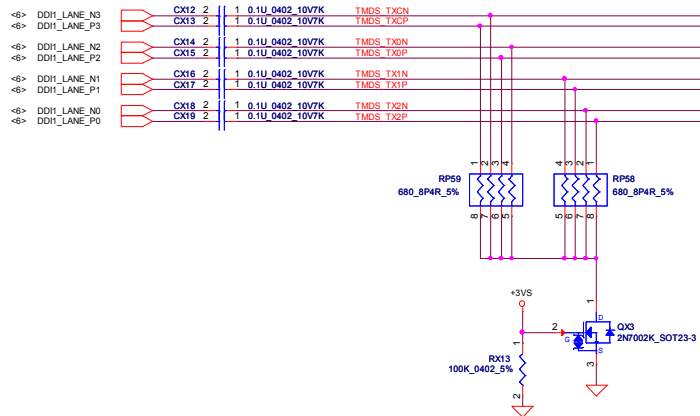 <6> DDI1_LANE_N3 CX12 2 1 0.1U_0402_10V7K TMDS_TXCN
<6> DDI1_LANE_P3 CX13 2 1 0.1U_0402_10V7K TMDS_TXCP
<6> DDI1_LANE_N2 CX14 2 1 0.1U_0402_10V7K TMDS_TX0N
<6> DDI1_LANE_P2 CX15 2 1 0.1U_0402_10V7K TMDS_TX0P
<6> DDI1_LANE_N1 CX16 2 1 0.1U_0402_10V7K TMDS_TX1N
<6> DDI1_LANE_P1 CX17 2 1 0.1U_0402_10V7K TMDS_TX1P
<6> DDI1_LANE_N0 CX18 2 1 0.1U_0402_10V7K TMDS_TX2N
<6> DDI1_LANE_P0 CX19 2 1 0.1U_0402_10V7K TMDS_TX2P
1 2 3 4 4 3 2 1
RP59 RP58
680_8P4R_5% 680_8P4R_5%
8 7 6 5 5 6 7 8
+3VS
1
D
2
G
S
QX3
2N7002K_SOT23-3
3
1
RX13
100K_0402_5%
2